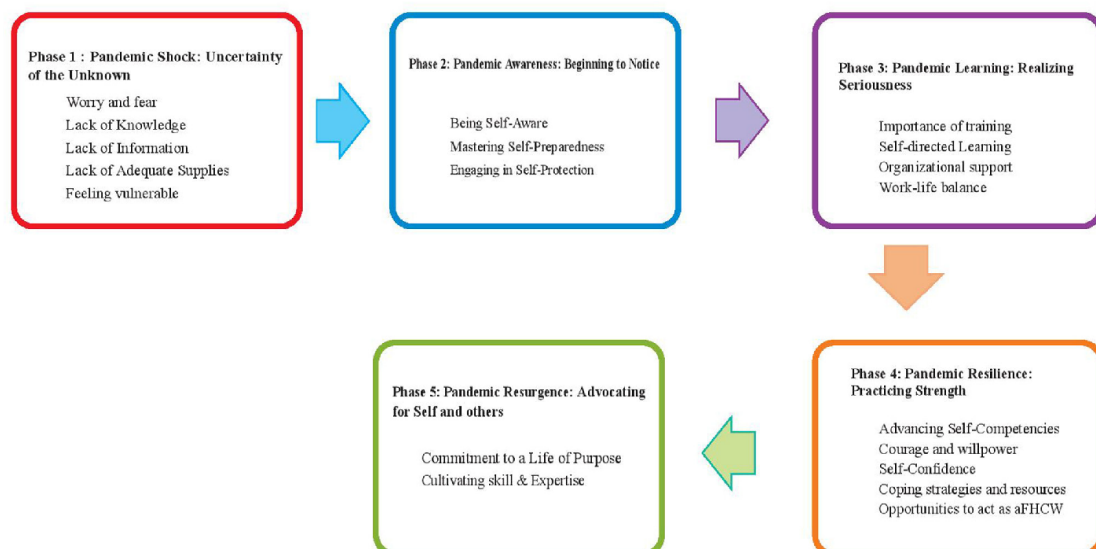 Phase 1 : Pandemic Shock: Uncertainty
of the Unknown
Worry and fear
Lack of Knowledge
Lack of Information
Lack of Adequate Supplies
Feeling vulnerable
Phase 2: Pandemic Awareness: Beginning to Notice
Being Self-Aware
Mastering Self-Preparedness
Engaging in Self-Protection
Phase 3: Pandemic Learning: Realizing
Seriousness
Importance of training
Self-directed Learning
Organizational support
Work-life balance
Phase 4: Pandemic Resilience:
Practicing Strength
Advancing Self-Competencies
Courage and willpower
Self-Confidence
Coping strategies and resources
Opportunities to act as aFHCW
Phase 5: Pandemic Resurgence: Advocating
for Self and others
Commitment to a Life of Purpose
Cultivating skill & Expertise